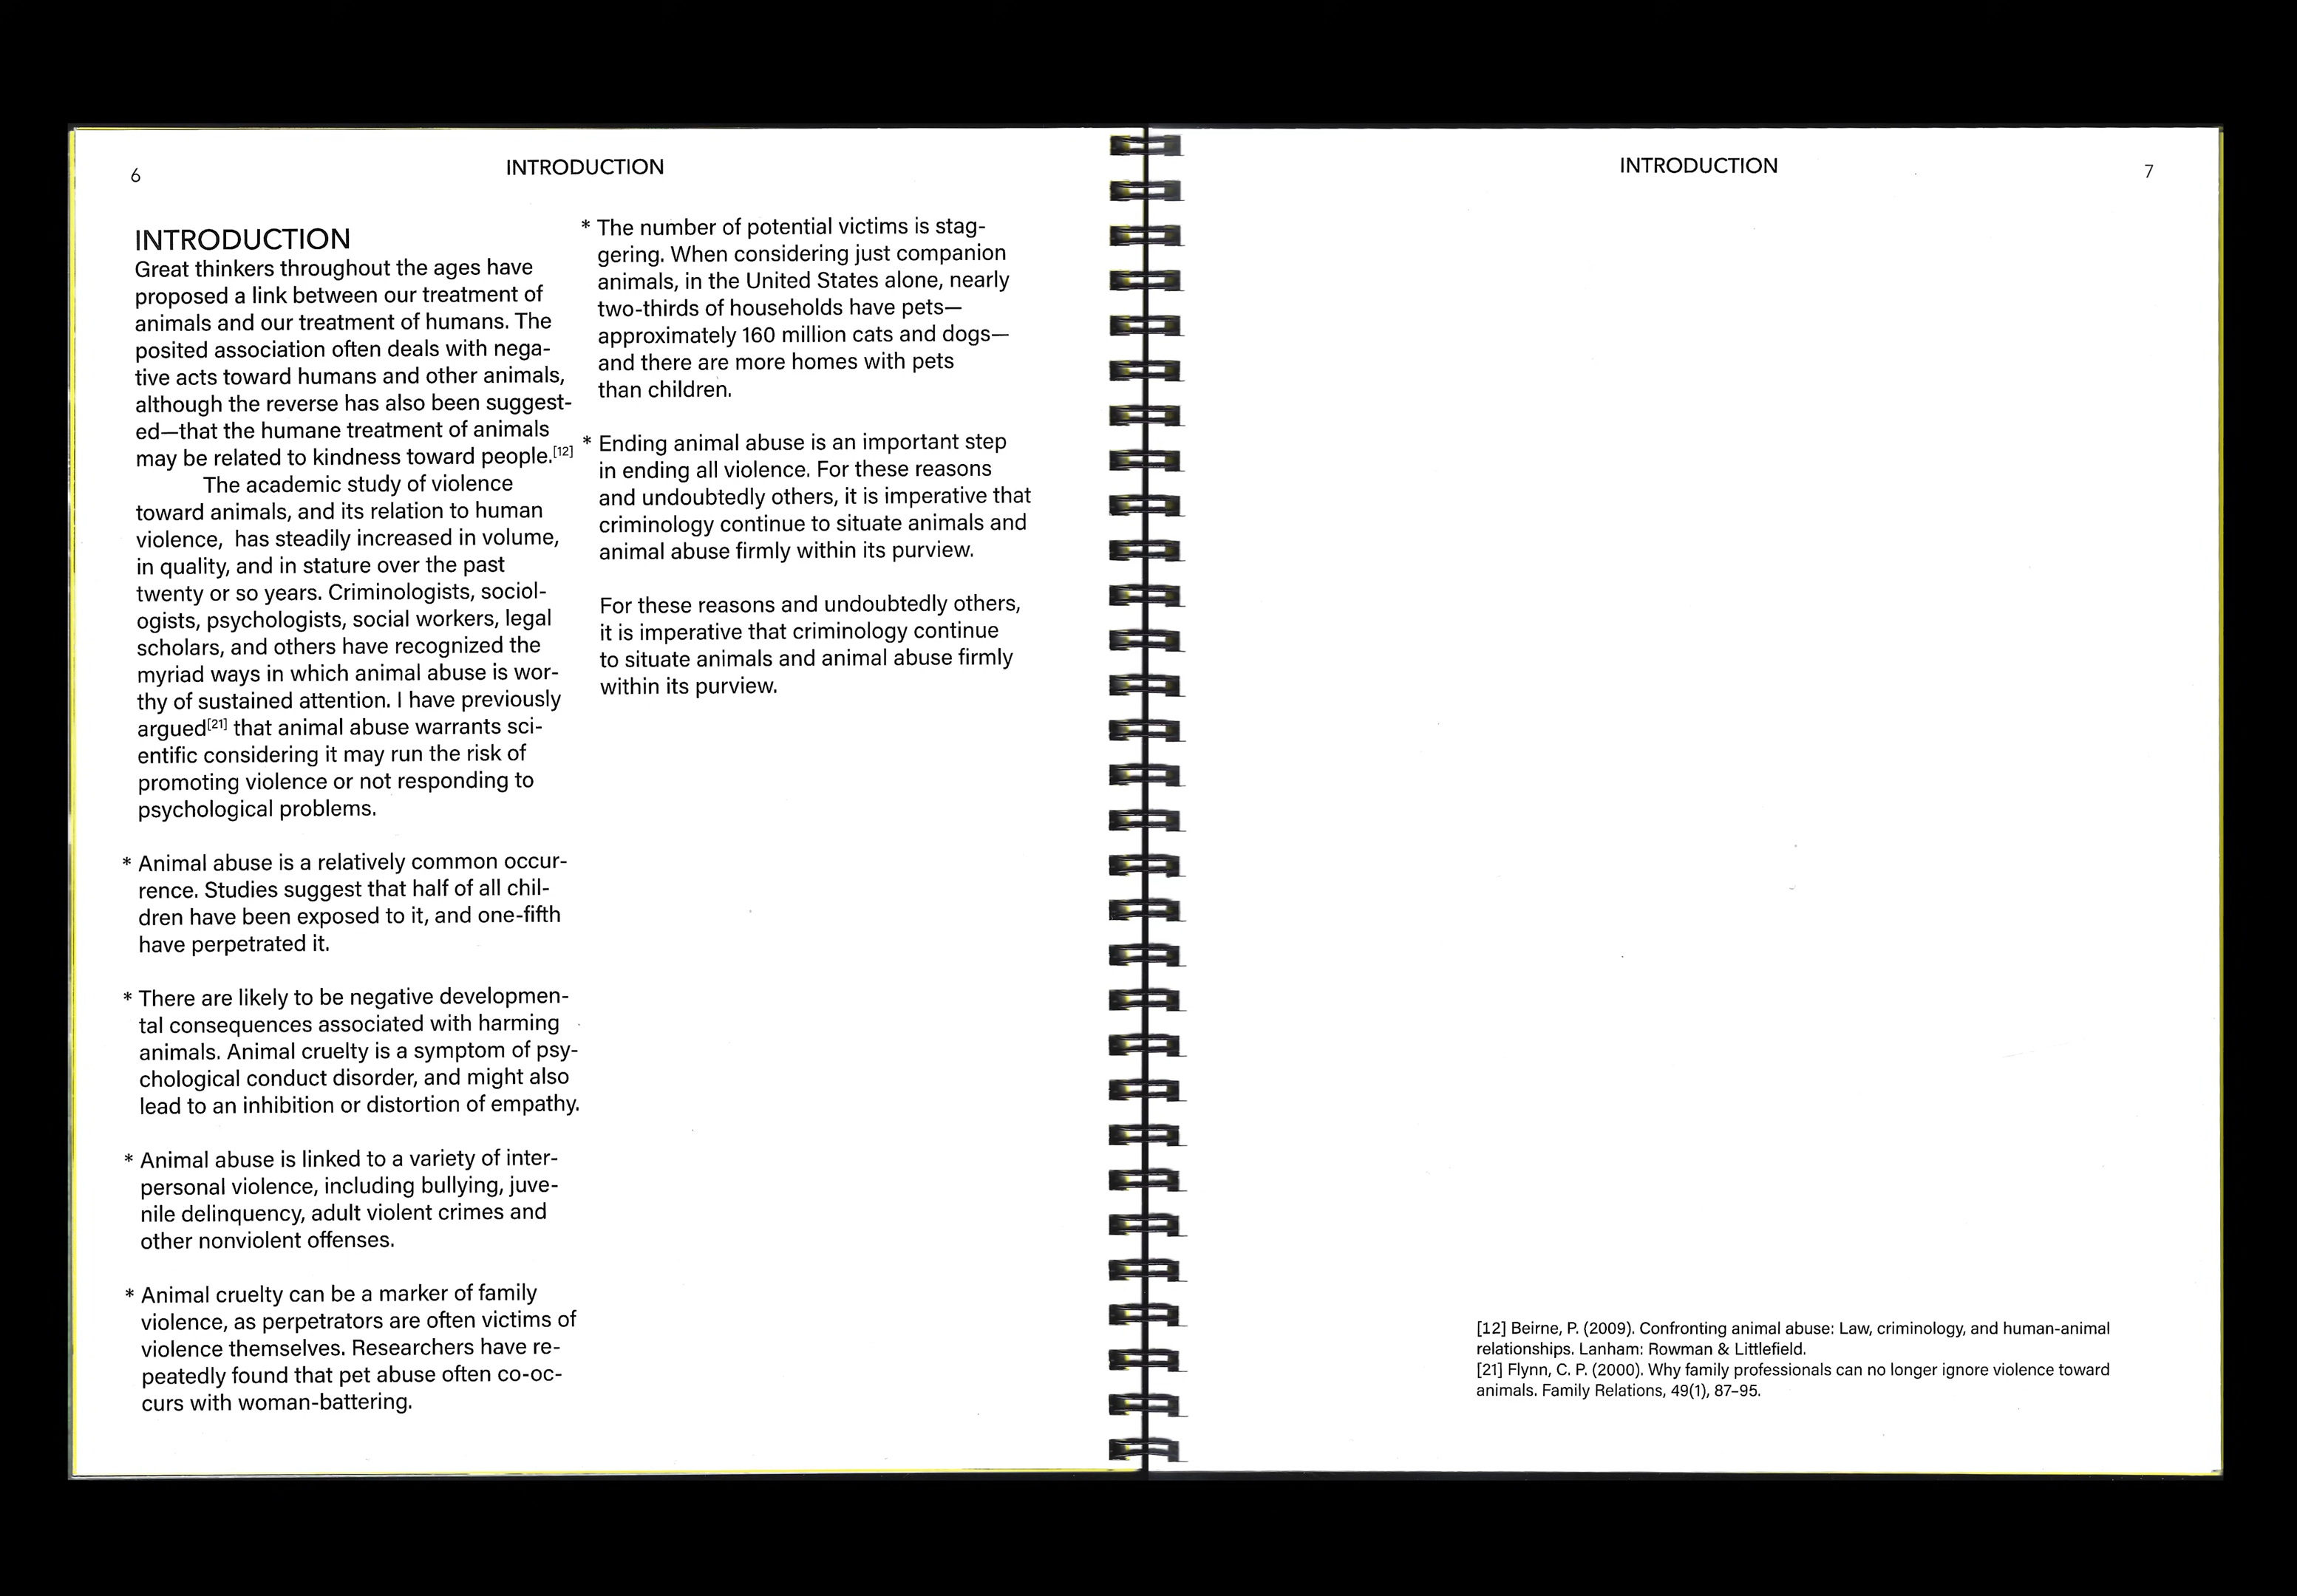 6
INTRODUCTION
INTRODUCTION
Great thinkers throughout the ages have
proposed a link between our treatment of
animals and our treatment of humans. The
posited association often deals with nega-
tive acts toward humans and other animals,
although the reverse has also been suggest-
ed—that the humane treatment of animals
may be related to kindness toward people.[12]
The academic study of violence
toward animals, and its relation to human
violence, has steadily increased in volume,
in quality, and in stature over the past
twenty or so years. Criminologists, sociol-
ogists, psychologists, social workers, legal
scholars, and others have recognized the
myriad ways in which animal abuse is wor-
thy of sustained attention. I have previously
argued[21] that animal abuse warrants sci-
entific considering it may run the risk of
promoting violence or not responding to
psychological problems.
* Animal abuse is a relatively common occur-
rence. Studies suggest that half of all chil-
dren have been exposed to it, and one-fifth
have perpetrated it.
* There are likely to be negative developmen-
tal consequences associated with harming
animals. Animal cruelty is a symptom of psy-
chological conduct disorder, and might also
lead to an inhibition or distortion of empathy.
* Animal abuse is linked to a variety of inter-
personal violence, including bullying, juve-
nile delinquency, adult violent crimes and
other nonviolent offenses.
* Animal cruelty can be a marker of family
violence, as perpetrators are often victims of
violence themselves. Researchers have re-
peatedly found that pet abuse often co-oc-
curs with woman-battering.
* The number of potential victims is stag-
gering. When considering just companion
animals, in the United States alone, nearly
two-thirds of households have pets—
approximately 160 million cats and dogs—
and there are more homes with pets
than children.
* Ending animal abuse is an important step
in ending all violence. For these reasons
and undoubtedly others, it is imperative that
criminology continue to situate animals and
animal abuse firmly within its purview.
For these reasons and undoubtedly others,
it is imperative that criminology continue
to situate animals and animal abuse firmly
within its purview.
INTRODUCTION
7
[12] Beirne, P. (2009). Confronting animal abuse: Law, criminology, and human-animal
relationships. Lanham: Rowman & Littlefield.
[21] Flynn, C. P. (2000). Why family professionals can no longer ignore violence toward
animals. Family Relations, 49(1), 87–95.